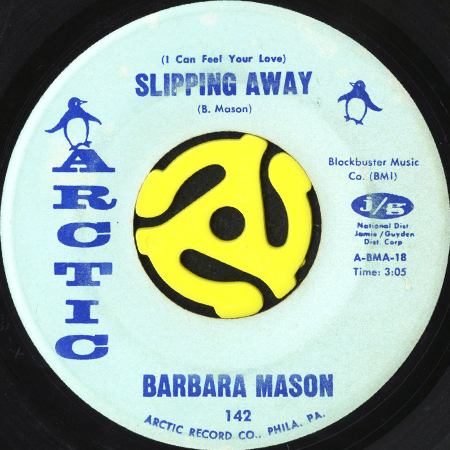 (I Can Feel Your Love)
SLIPPING AWAY
(B. Mason)
ARCTIC
Blockbuster Music
Co. (BMI)
j/g
National Dist.
Jamie/Guyden
Dist. Corp
A-BMA-18
Time: 3:05
BARBARA MASON
142
ARCTIC RECORD CO., PHILA. PA.